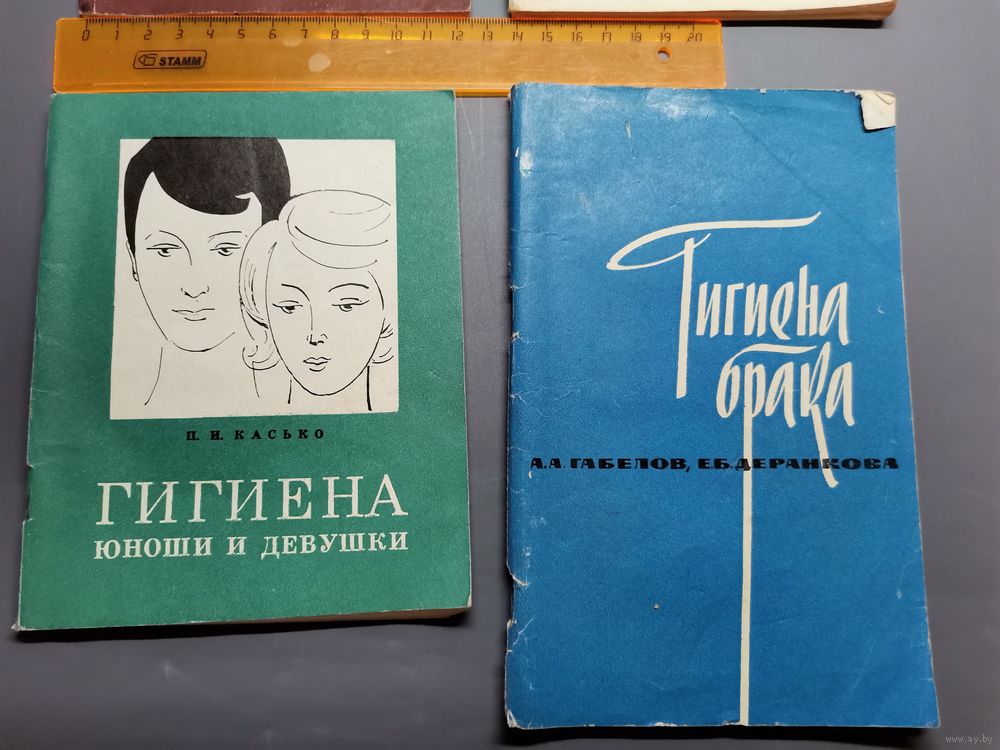 0 1 2 3 4 5 6 7 8 9 10 11 12 13 14 15 16 17 18 19 20
STAMM
П. И. КАСЬКО
ГИГИЕНА
ЮНОШИ И ДЕВУШКИ
Гигиена
брака
А.А. ГАБЕЛОВ, Е.Б. ДЕРАНКОВА
www.ay.by